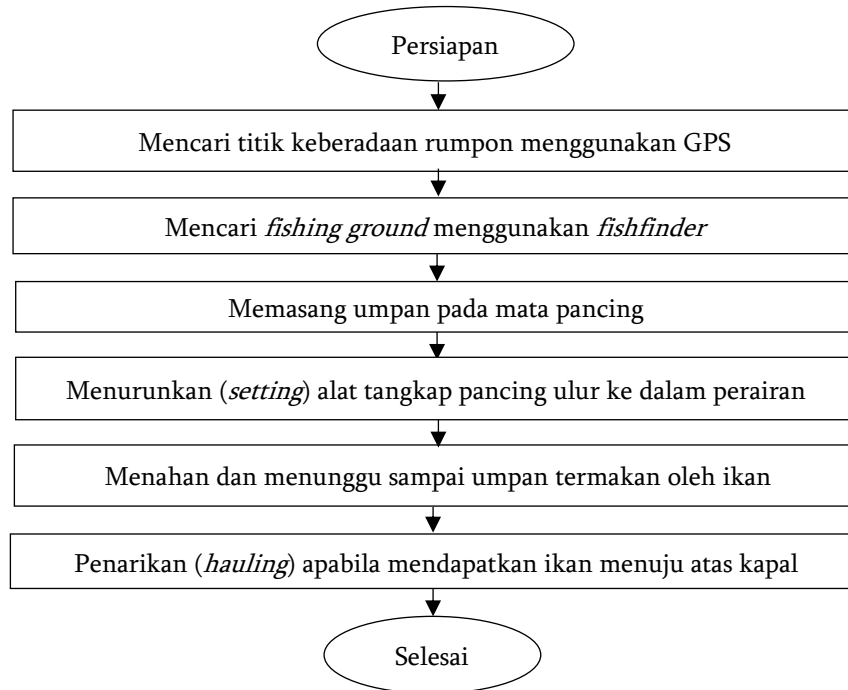 Persiapan
Mencari titik keberadaan rumpon menggunakan GPS
Mencari fishing ground menggunakan fishfinder
Memasang umpan pada mata pancing
Menurunkan (setting) alat tangkap pancing ulur ke dalam perairan
Menahan dan menunggu sampai umpan termakan oleh ikan
Penarikan (hauling) apabila mendapatkan ikan menuju atas kapal
Selesai